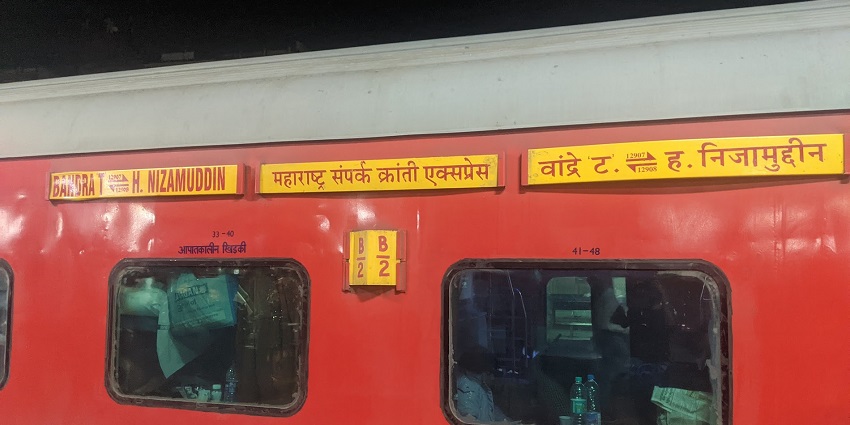 BANDRA T 12907 12908 H. NIZAMUDDIN
महाराष्ट्र संपर्क क्रांती एक्सप्रेस
वांद्रे ट. 12907 12908 ह. निजामुद्दीन
33-40
आपातकालीन खिड़की
B
2
B
2
41-48